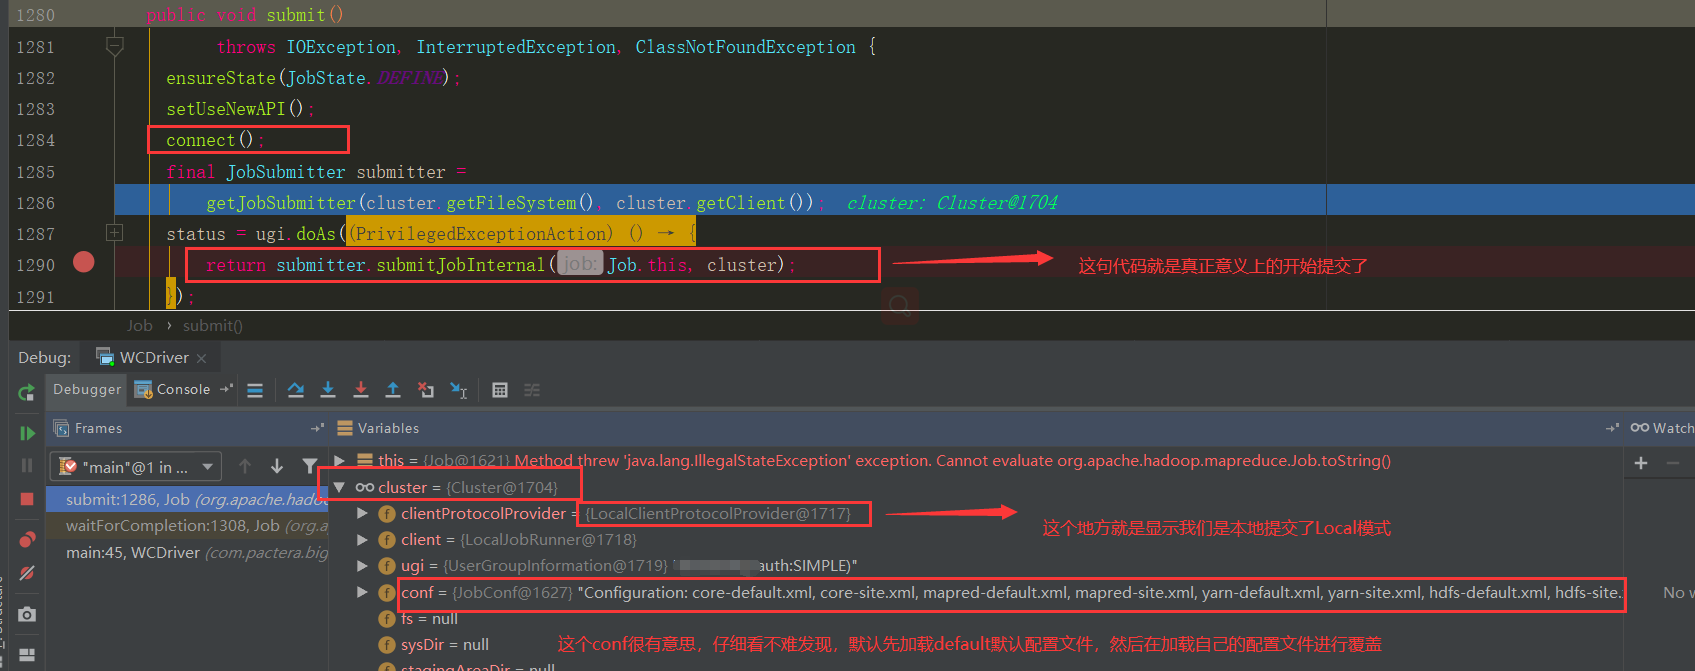 1280 public void submit()
1281 throws IOException, InterruptedException, ClassNotFoundException {
1282 ensureState(JobState.DEFINE);
1283 setUseNewAPI();
1284 connect();
1285 final JobSubmitter submitter =
1286 getJobSubmitter(cluster.getFileSystem(), cluster.getClient()); cluster: Cluster@1704
1287 status = ugi.doAs((PrivilegedExceptionAction) () → {
1290 return submitter.submitJobInternal( job: Job.this, cluster); 这句代码就是真正意义上的开始提交了
1291 });
Job › submit()
Debug: WCDriver
Debugger Console
Frames Variables Watch
"main"@1 in ... this = {Job@1621} Method threw 'java.lang.IllegalStateException' exception. Cannot evaluate org.apache.hadoop.mapreduce.Job.toString()
submit:1286, Job (org.apache.hado cluster = {Cluster@1704}
waitForCompletion:1308, Job (org.a clientProtocolProvider = {LocalClientProtocolProvider@1717} 这个地方就是显示我们是本地提交了Local模式
main:45, WCDriver (com.pactera.big client = {LocalJobRunner@1718}
ugi = {UserGroupInformation@1719} auth:SIMPLE)"
conf = {JobConf@1627} "Configuration: core-default.xml, core-site.xml, mapred-default.xml, mapred-site.xml, yarn-default.xml, yarn-site.xml, hdfs-default.xml, hdfs-site. No
fs = null
sysDir = null 这个conf很有意思，仔细看不难发现，默认先加载default默认配置文件，然后在加载自己的配置文件进行覆盖
stagingAreaDir = null